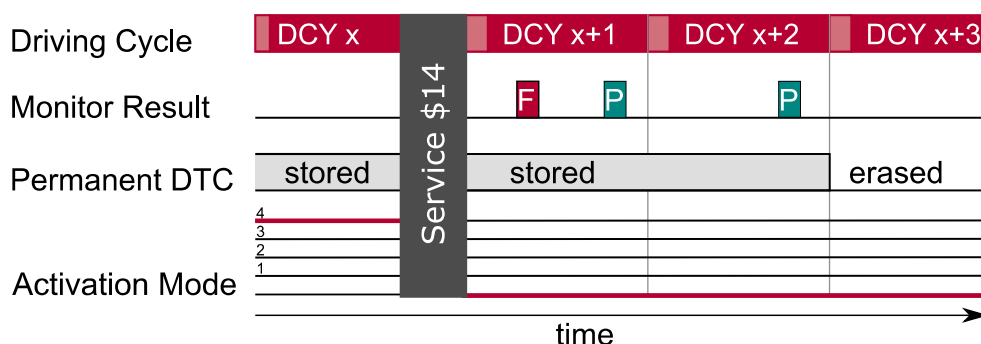 Driving Cycle
DCY x
DCY x+1
DCY x+2
DCY x+3
Service $14
Monitor Result
F
P
P
Permanent DTC
stored
stored
erased
4
3
2
1
Activation Mode
time